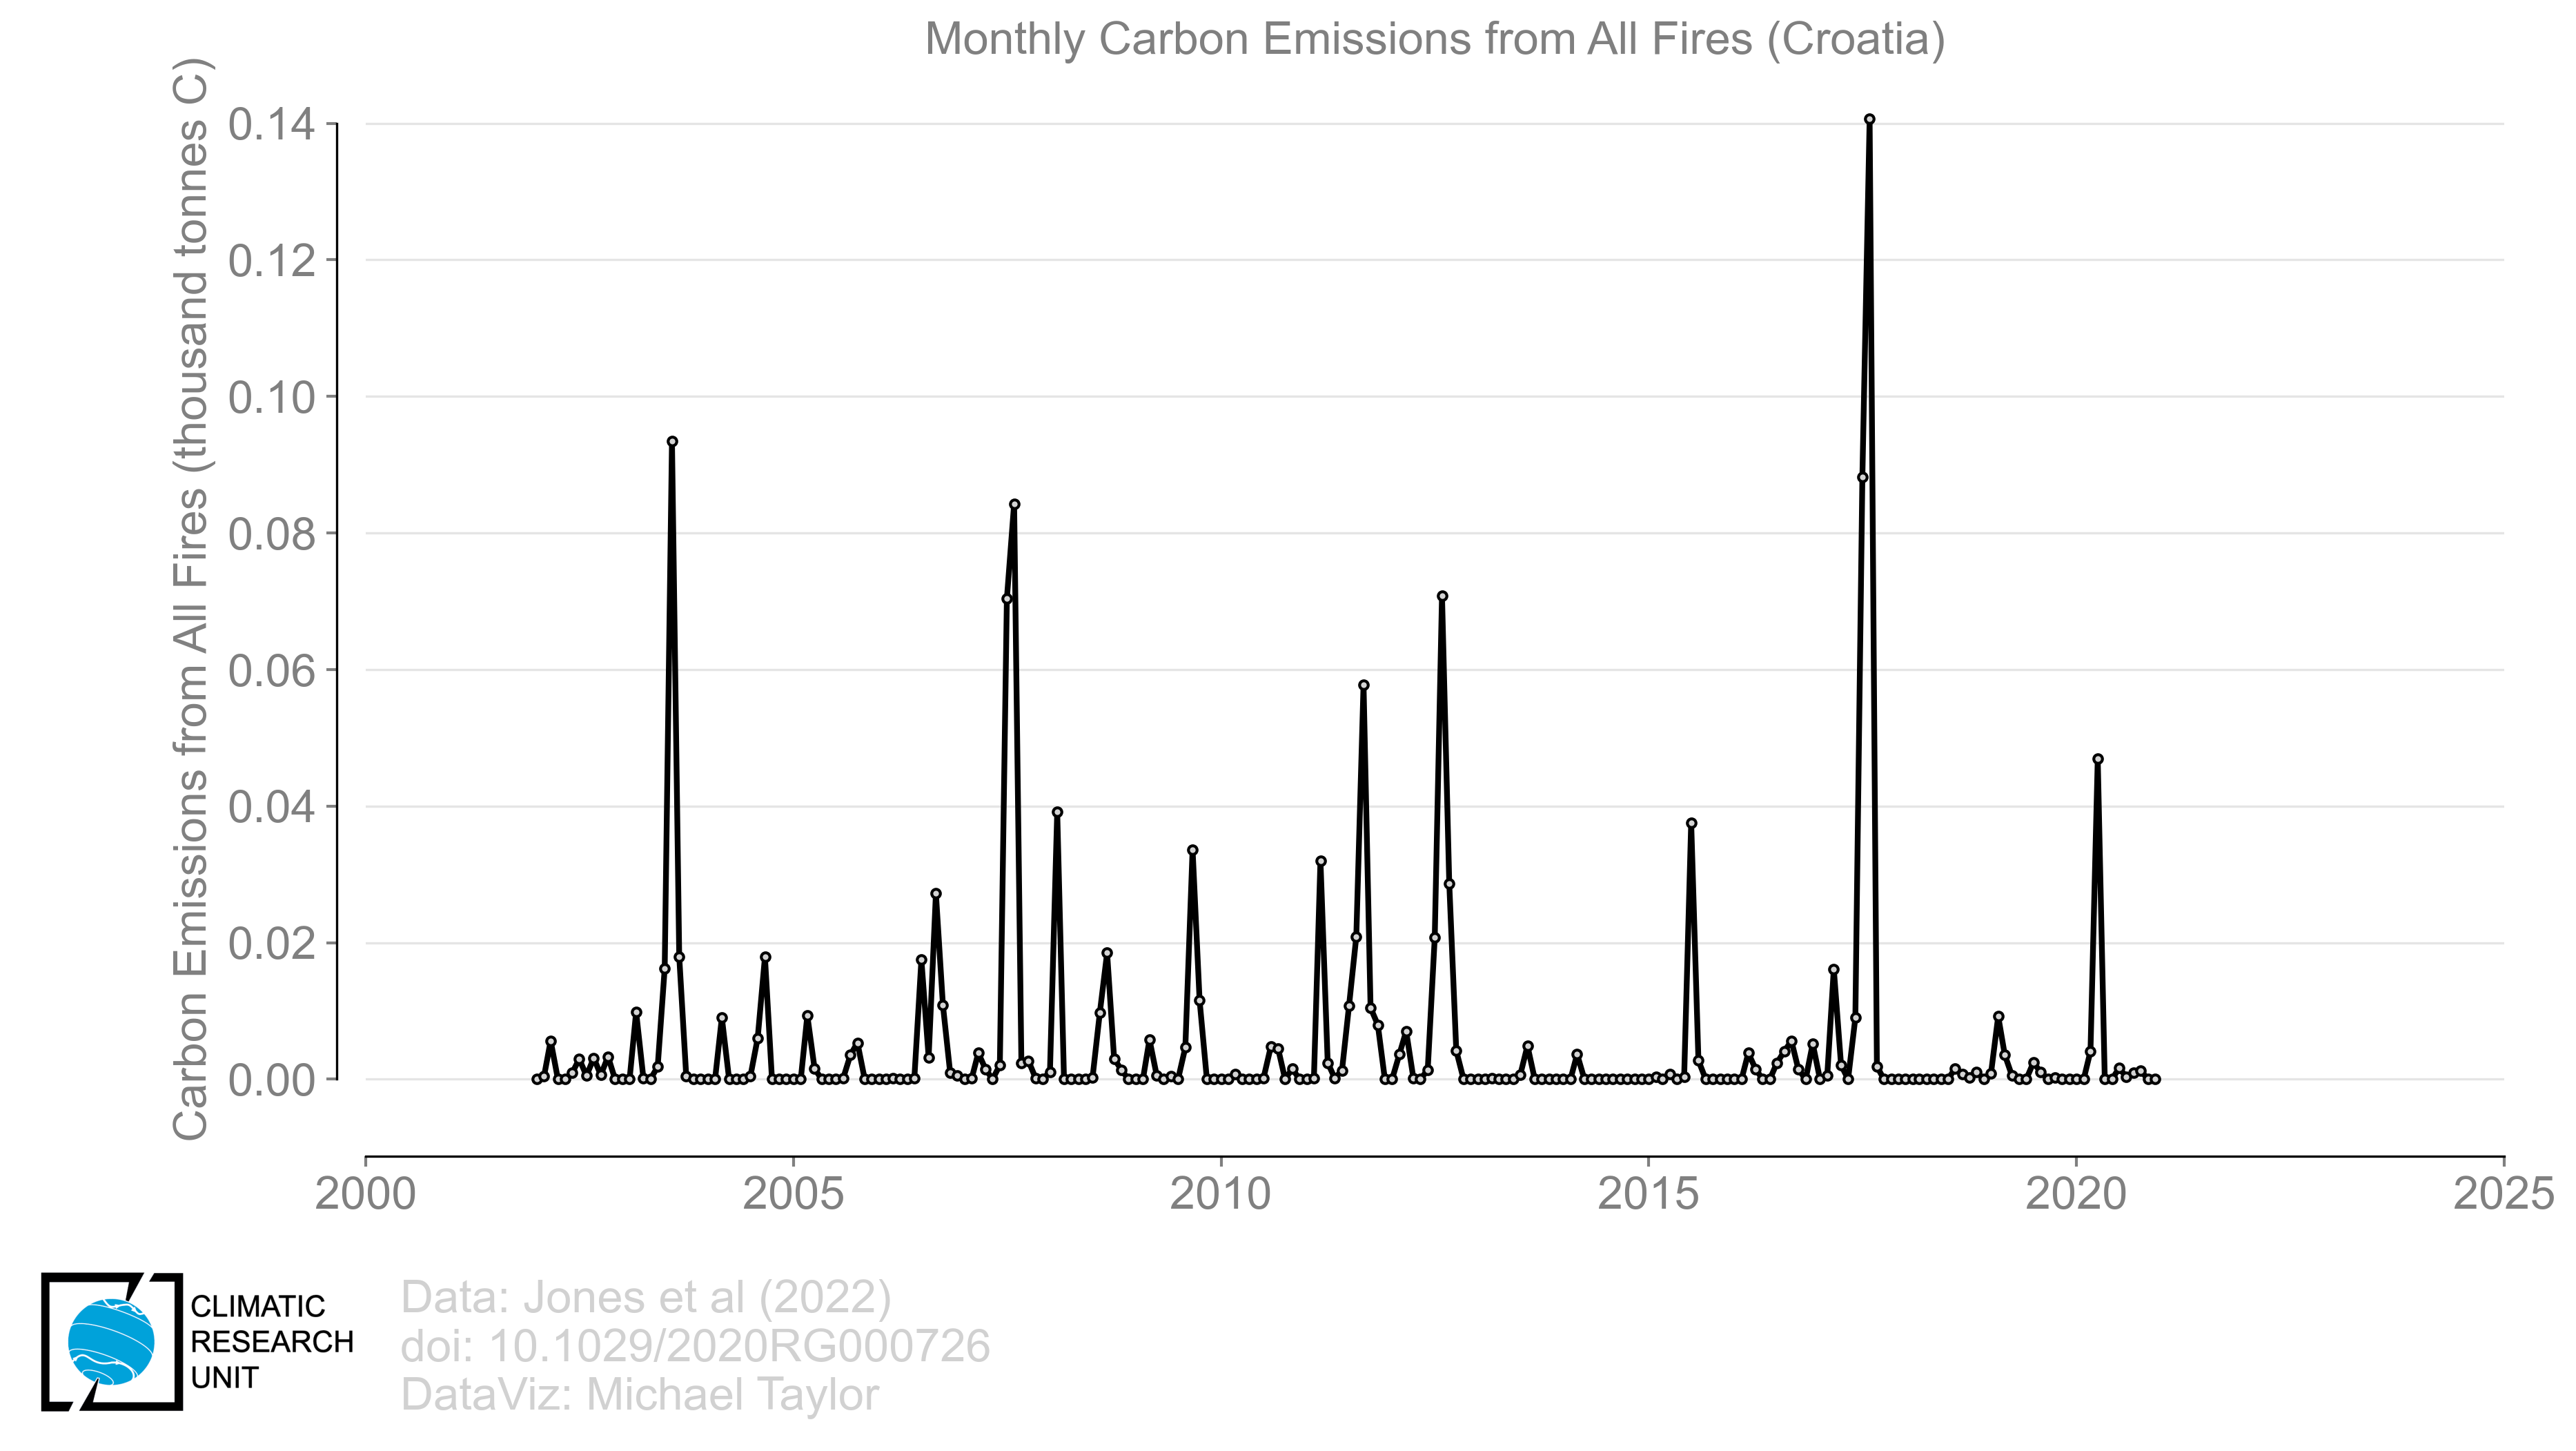 Monthly Carbon Emissions from All Fires (Croatia)
Carbon Emissions from All Fires (thousand tonnes C)
0.14
0.12
0.10
0.08
0.06
0.04
0.02
0.00
2000
2005
2010
2015
2020
2025
CLIMATIC
RESEARCH
UNIT
Data: Jones et al (2022)
doi: 10.1029/2020RG000726
DataViz: Michael Taylor